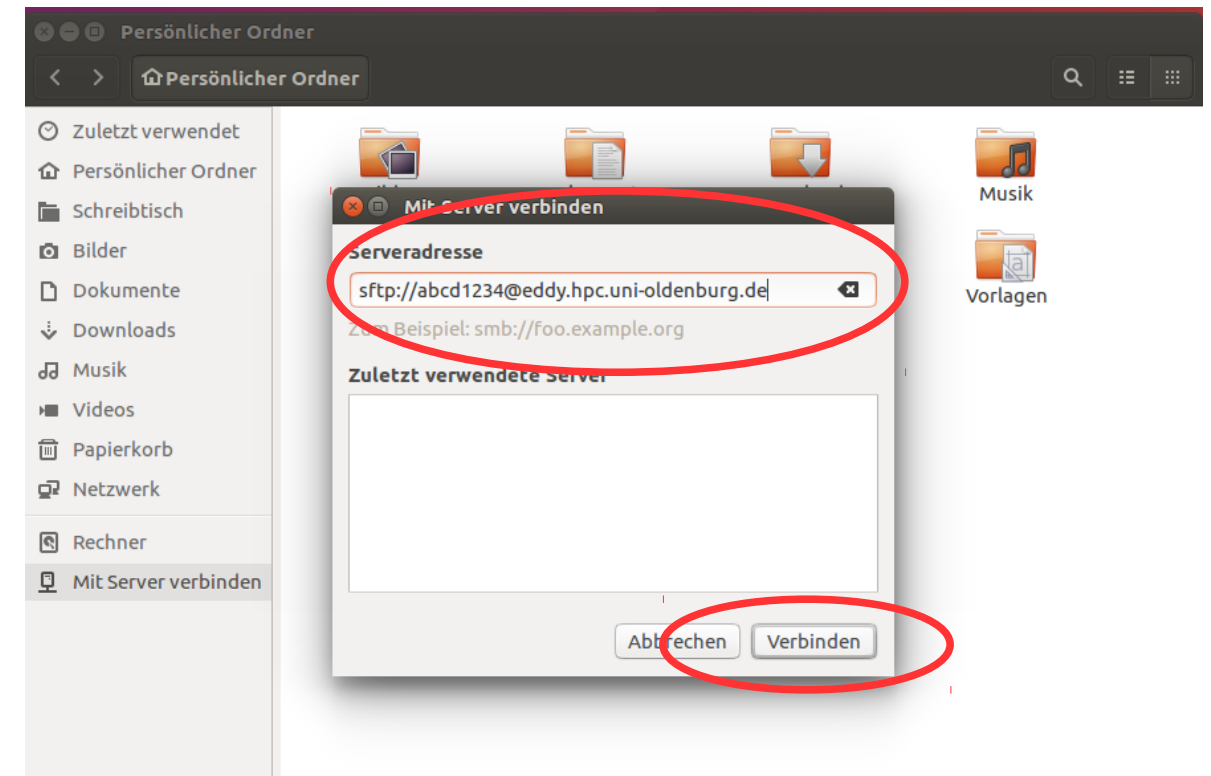 Persönlicher Ordner
Persönlicher Ordner
Zuletzt verwendet
Persönlicher Ordner
Schreibtisch
Bilder
Dokumente
Downloads
Musik
Videos
Papierkorb
Netzwerk
Rechner
Mit Server verbinden
Musik
Vorlagen
Mit Server verbinden
Serveradresse
sftp://abcd1234@eddy.hpc.uni-oldenburg.de
Zum Beispiel: smb://foo.example.org
Zuletzt verwendete Server
Abbrechen
Verbinden